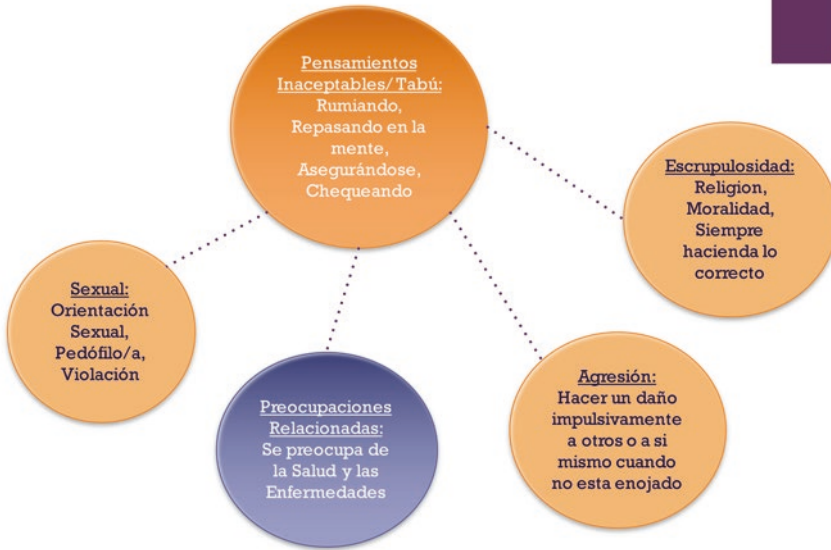 Pensamientos
Inaceptables/Tabú:
Rumiando,
Repasando en la
mente,
Asegurándose,
Chequeando
Escrupulosidad:
Religion,
Moralidad,
Siempre
hacienda lo
correcto
Sexual:
Orientación
Sexual,
Pedófilo/a,
Violación
Preocupaciones
Relacionadas:
Se preocupa de
la Salud y las
Enfermedades
Agresión:
Hacer un daño
impulsivamente
a otros o a si
mismo cuando
no esta enojado